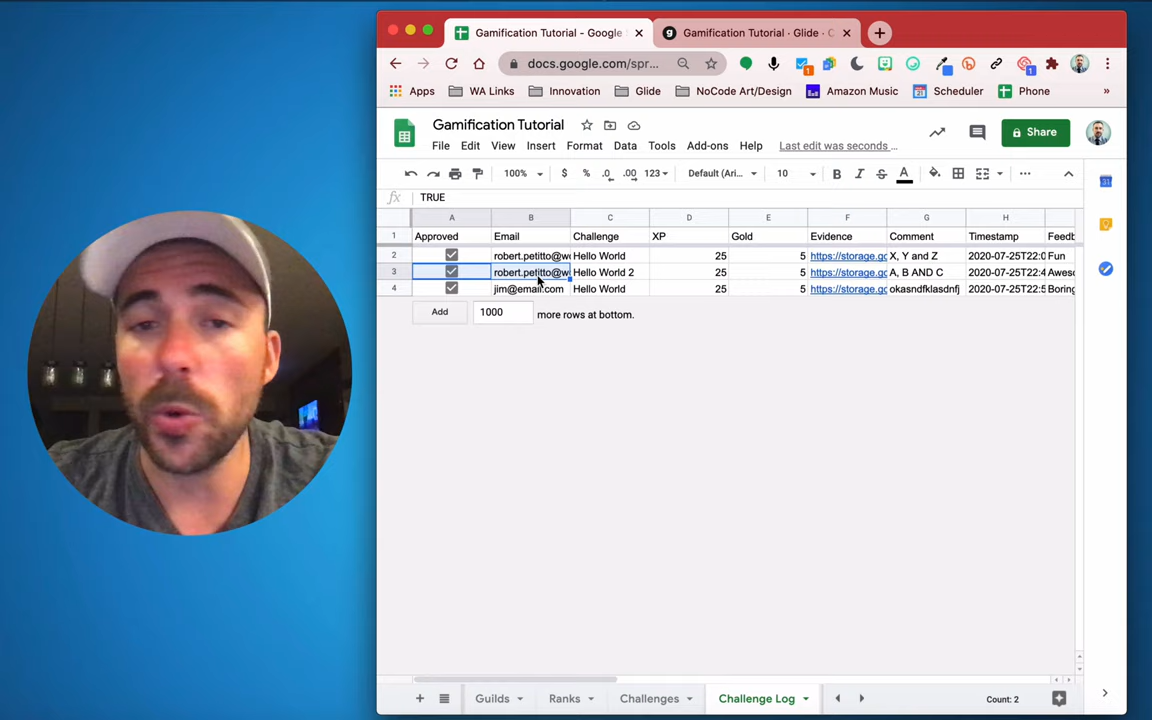 Gamification Tutorial - Google
Gamification Tutorial · Glide · C
docs.google.com/spr...
1
1
Apps
WA Links
Innovation
Glide
NoCode Art/Design
Amazon Music
Scheduler
Phone
»
Gamification Tutorial
File Edit View Insert Format Data Tools Add-ons Help Last edit was seconds ...
Share
100% $ % .0 .00 123 Default (Ari... 10 B I S A
fx TRUE
A B C D E F G H
1 Approved Email Challenge XP Gold Evidence Comment Timestamp Feedb
2 robert.petitto@w Hello World 25 5 https://storage.gc X, Y and Z 2020-07-25T22:0 Fun
3 robert.petitto@w Hello World 2 25 5 https://storage.gc A, B AND C 2020-07-25T22:4 Aweso
4 jim@email.com Hello World 25 5 https://storage.gc okasndfklasdnfj 2020-07-25T22:5 Boring
Add 1000 more rows at bottom.
Guilds Ranks Challenges Challenge Log Count: 2